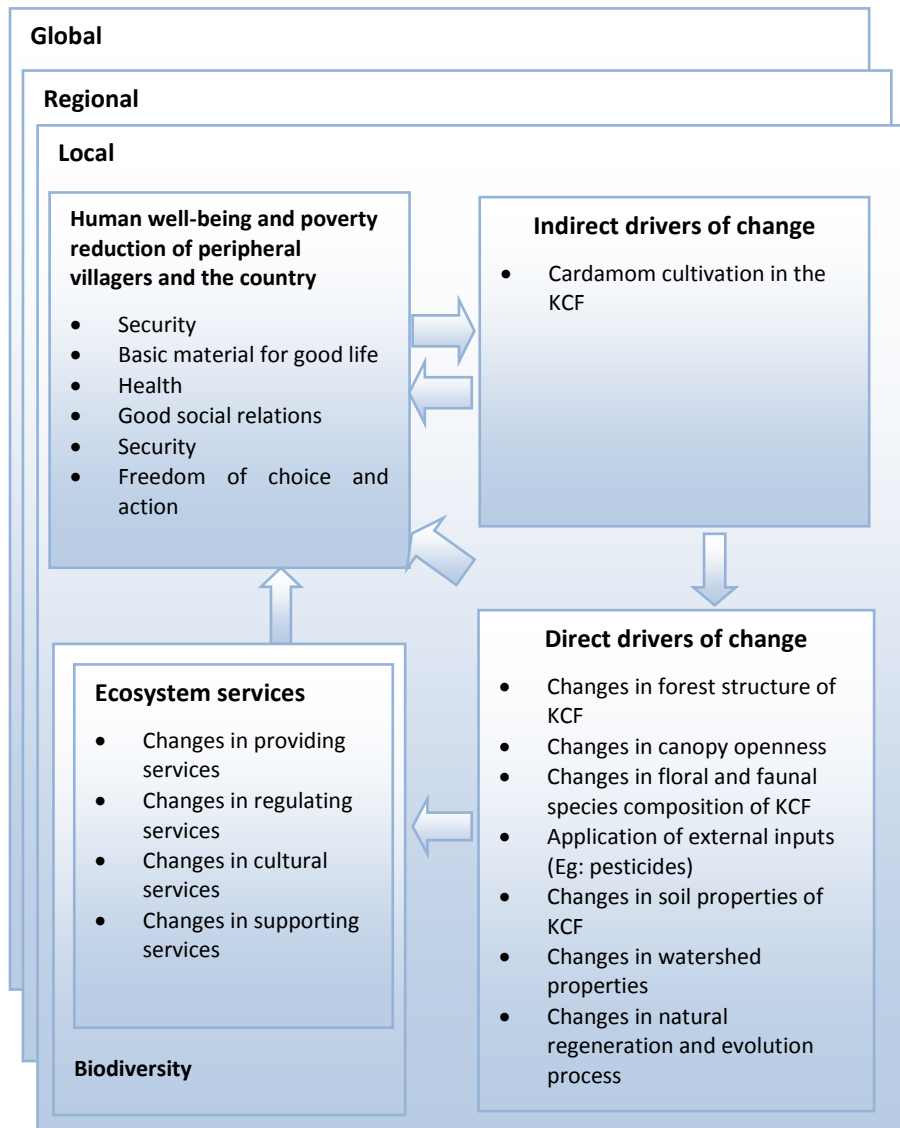 Global
Regional
Local
Human well-being and poverty
reduction of peripheral
villagers and the country
• Security
• Basic material for good life
• Health
• Good social relations
• Security
• Freedom of choice and
action
Indirect drivers of change
• Cardamom cultivation in the
KCF
Ecosystem services
• Changes in providing
services
• Changes in regulating
services
• Changes in cultural
services
• Changes in supporting
services
Biodiversity
Direct drivers of change
• Changes in forest structure of
KCF
• Changes in canopy openness
• Changes in floral and faunal
species composition of KCF
• Application of external inputs
(Eg: pesticides)
• Changes in soil properties of
KCF
• Changes in watershed
properties
• Changes in natural
regeneration and evolution
process